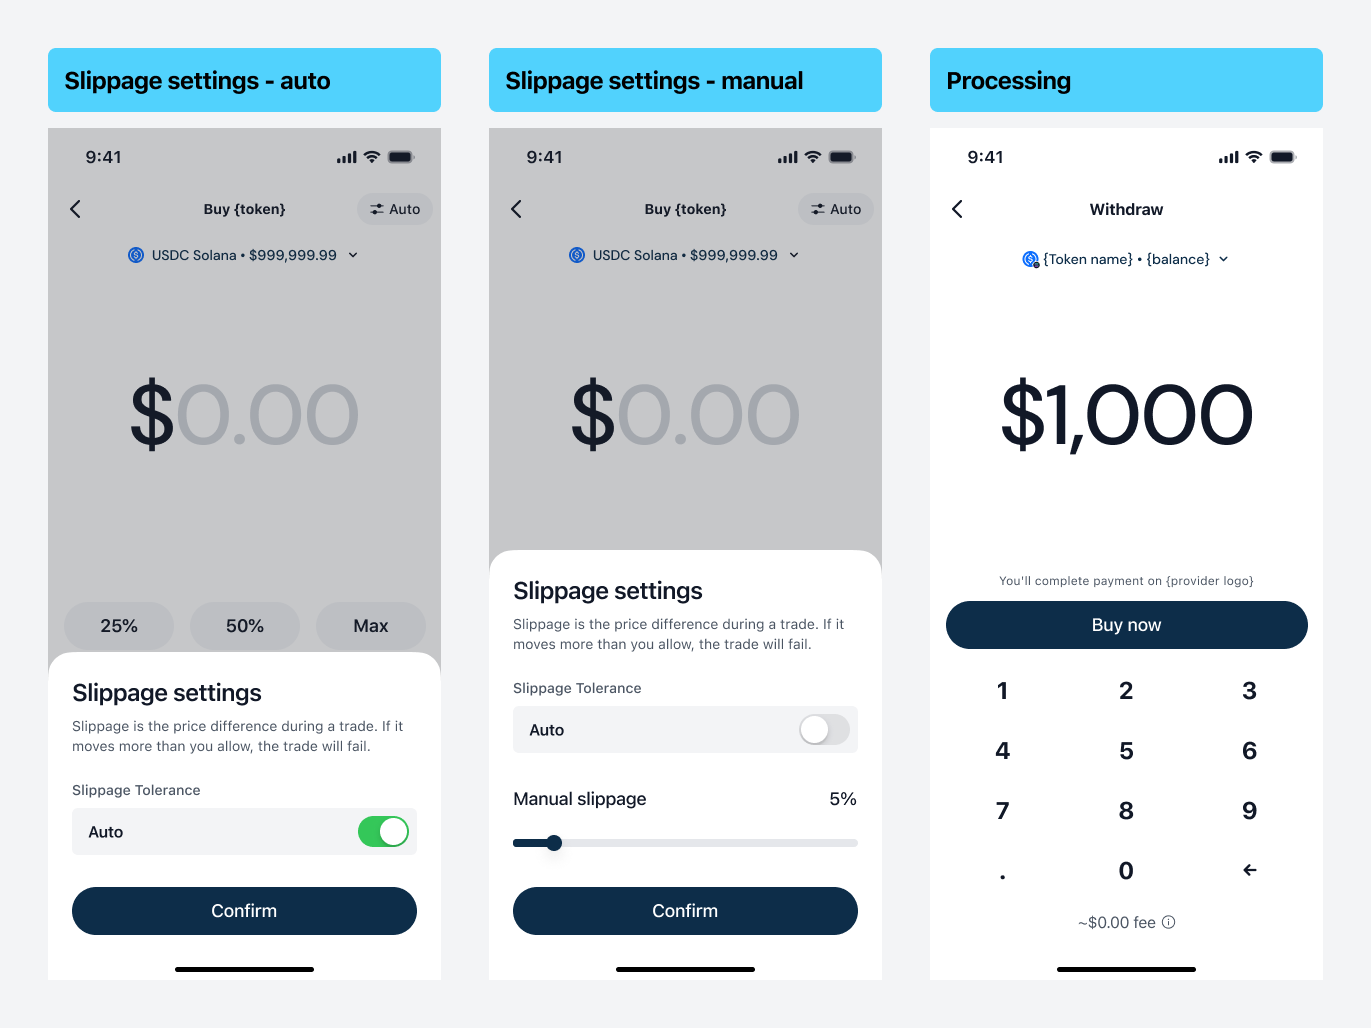 Slippage settings - auto
9:41
Buy {token}
Auto
USDC Solana • $999,999.99
$0.00
25%
50%
Max
Slippage settings
Slippage is the price difference during a trade. If it
moves more than you allow, the trade will fail.
Slippage Tolerance
Auto
Confirm
Slippage settings - manual
9:41
Buy {token}
Auto
USDC Solana • $999,999.99
$0.00
Slippage settings
Slippage is the price difference during a trade. If it
moves more than you allow, the trade will fail.
Slippage Tolerance
Auto
Manual slippage
5%
Confirm
Processing
9:41
Withdraw
{Token name} • {balance}
$1,000
You'll complete payment on {provider logo}
Buy now
1 2 3
4 5 6
7 8 9
. 0 ←
~$0.00 fee